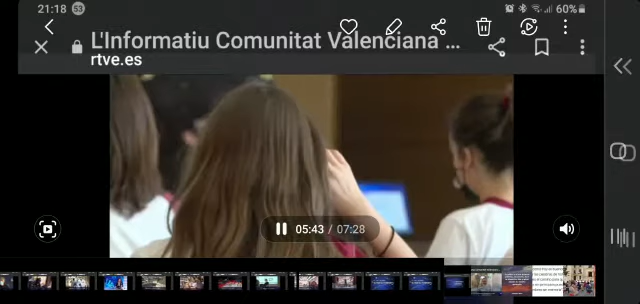 21:18 53 60%
L'Informatiu Comunitat Valenciana ...
rtve.es
05:43 / 07:28